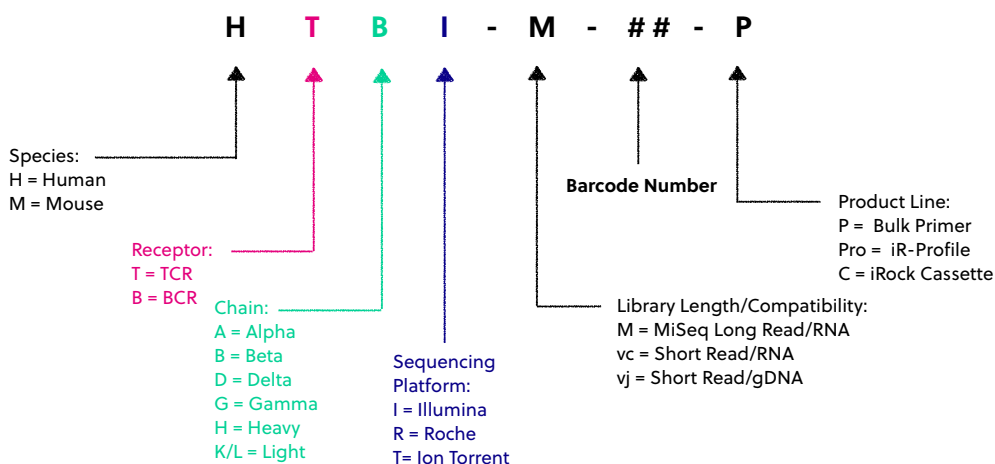 H T B I - M - ## - P
Species:
H = Human
M = Mouse
Receptor:
T = TCR
B = BCR
Chain:
A = Alpha
B = Beta
D = Delta
G = Gamma
H = Heavy
K/L = Light
Sequencing
Platform:
I = Illumina
R = Roche
T= Ion Torrent
Library Length/Compatibility:
M = MiSeq Long Read/RNA
vc = Short Read/RNA
vj = Short Read/gDNA
Barcode Number
Product Line:
P = Bulk Primer
Pro = iR-Profile
C = iRock Cassette